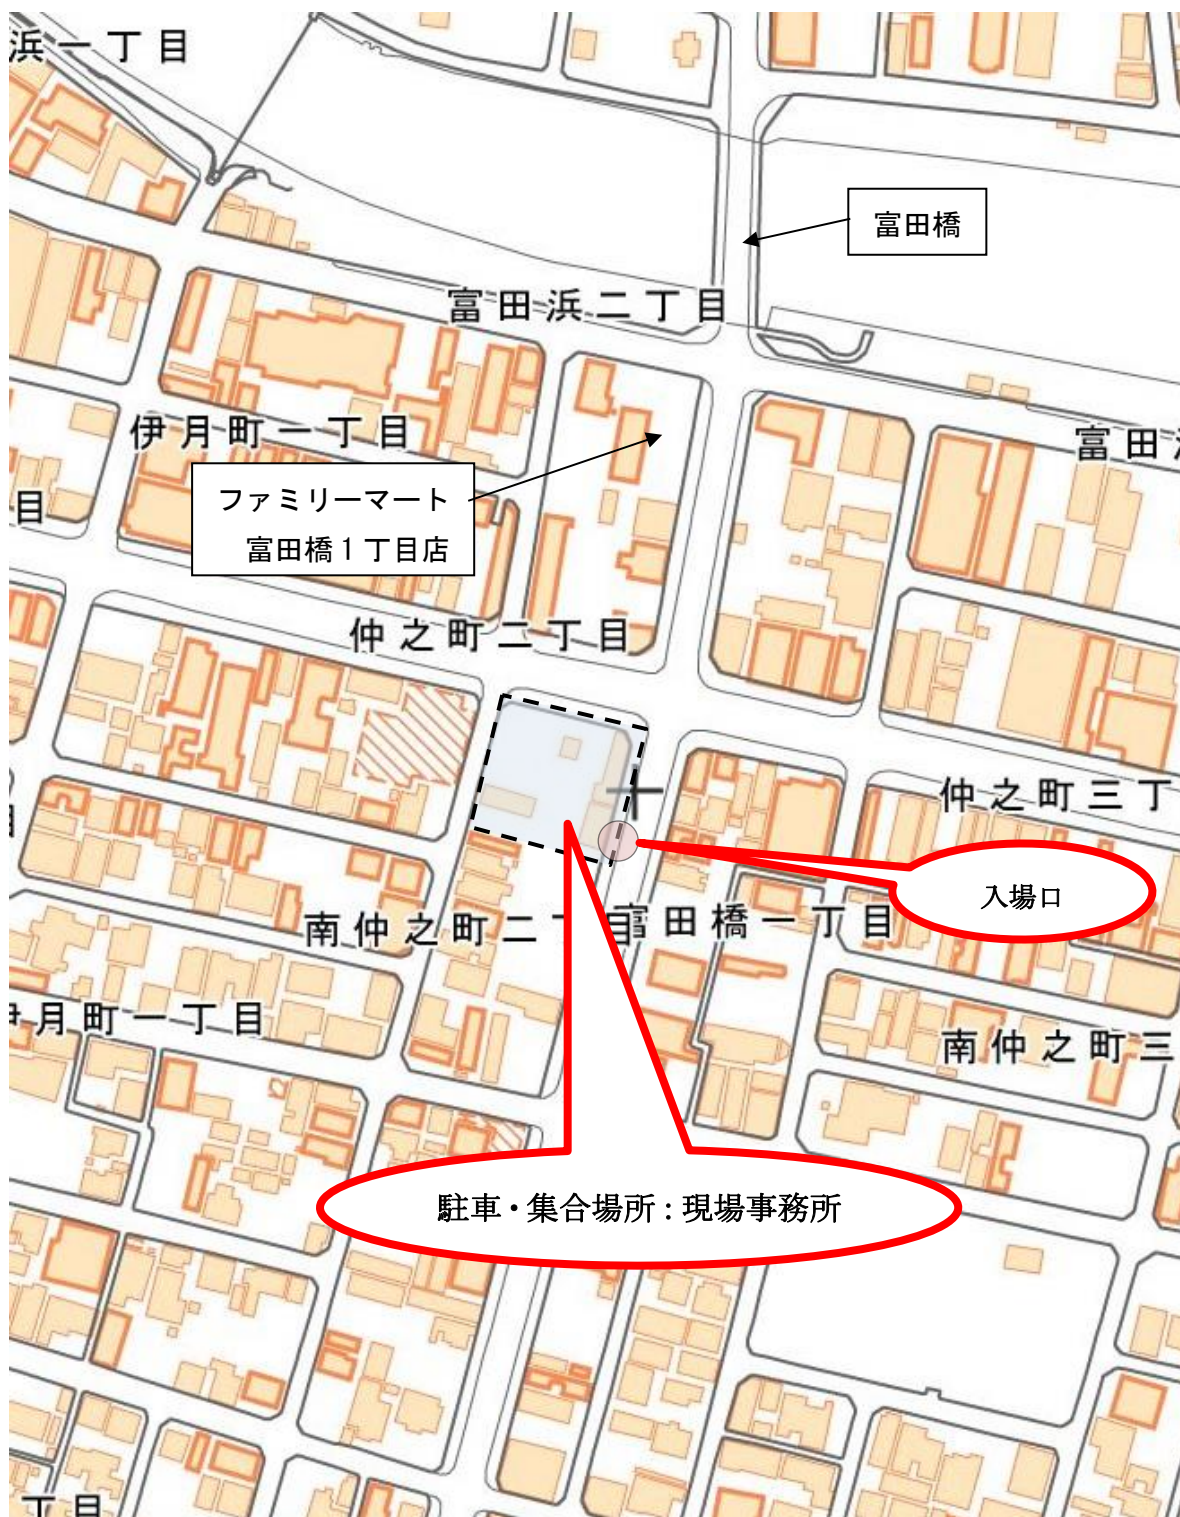 浜一丁目
富田橋
富田浜二丁目
伊月町一丁目
富田
ファミリーマート
富田橋1丁目店
目
仲之町二丁目
仲之町三丁
入場口
南仲之町二丁目
富田橋一丁目
月町一丁目
南仲之町三
駐車・集合場所：現場事務所
丁目